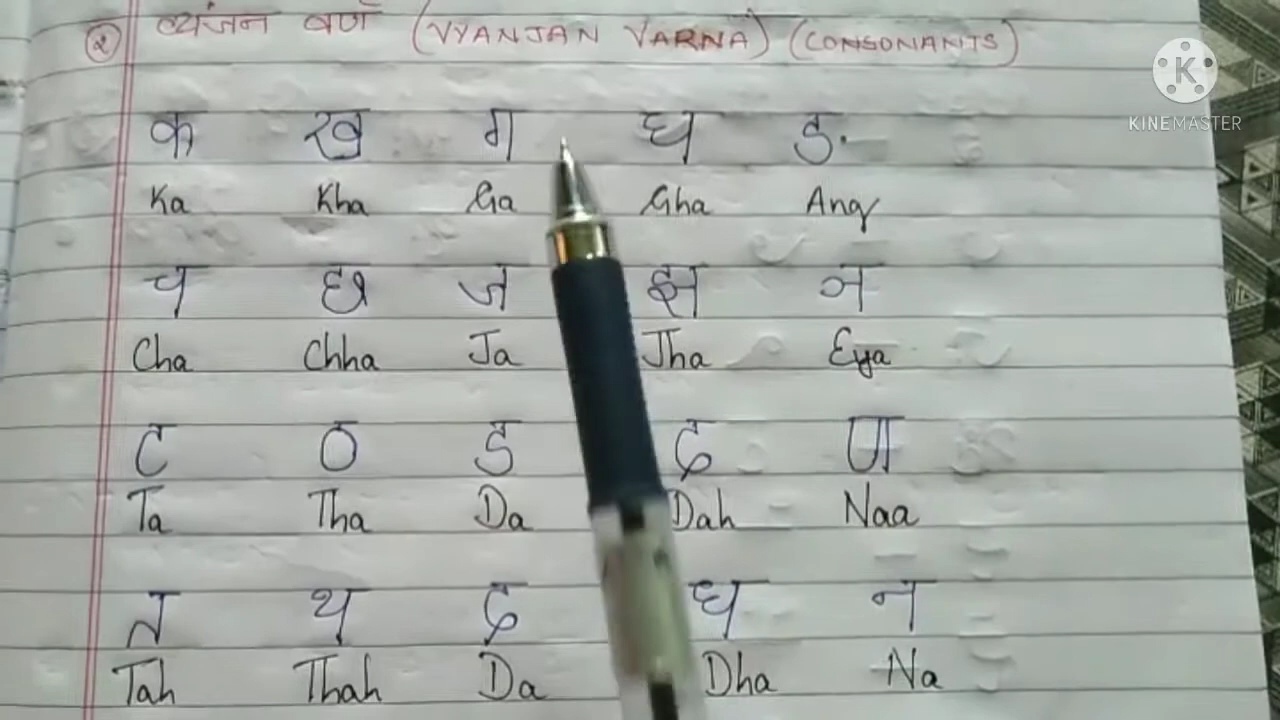 २ व्यंजन वर्ण (VYANJAN VARNA) (CONSONANTS)
KINEMASTER
क ख ग घ ङ
Ka Kha Ga Gha Ang
च छ ज झ ञ
Cha Chha Ja Jha Eya
ट ठ ड ढ ण
Ta Tha Da Dah Naa
त थ द ध न
Tah Thah Da Dha Na